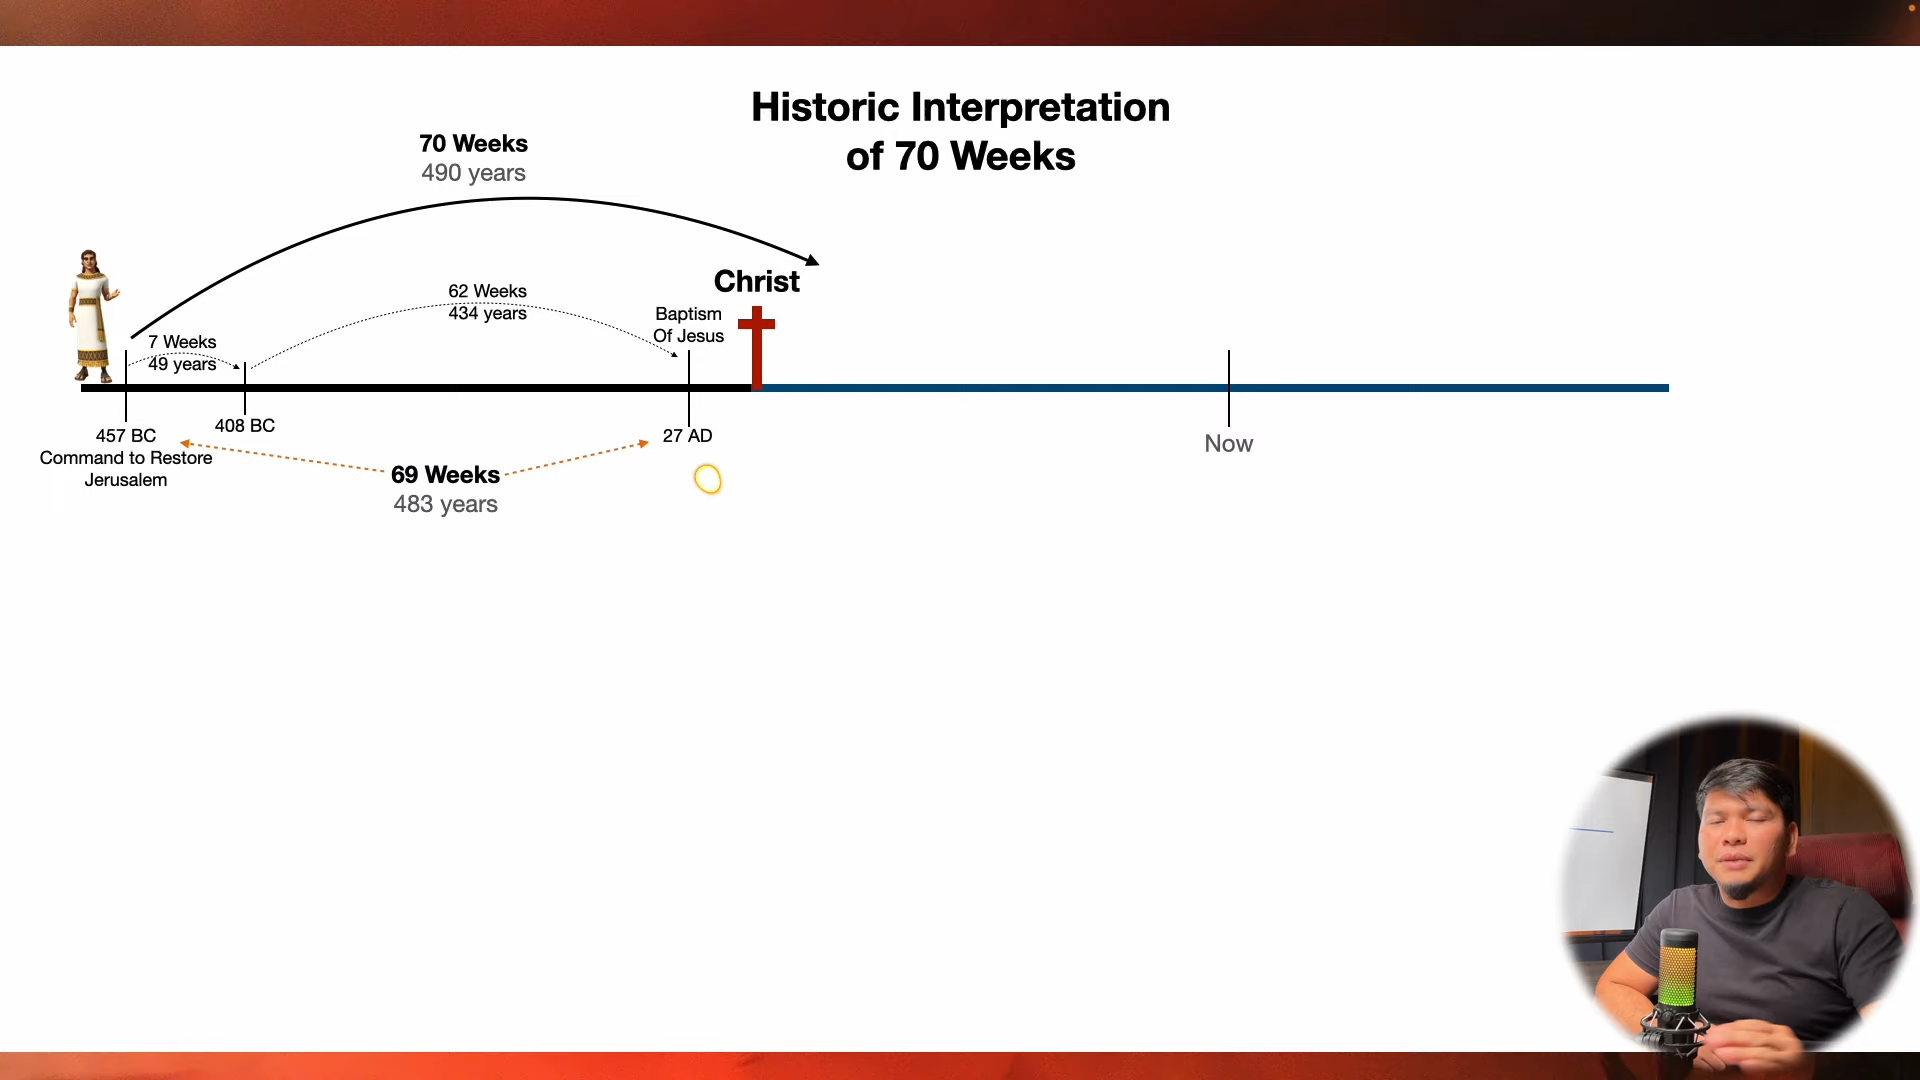 Historic Interpretation
of 70 Weeks
70 Weeks
490 years
Christ
62 Weeks
434 years
Baptism
Of Jesus
7 Weeks
49 years
457 BC
Command to Restore
Jerusalem
408 BC
27 AD
69 Weeks
483 years
Now